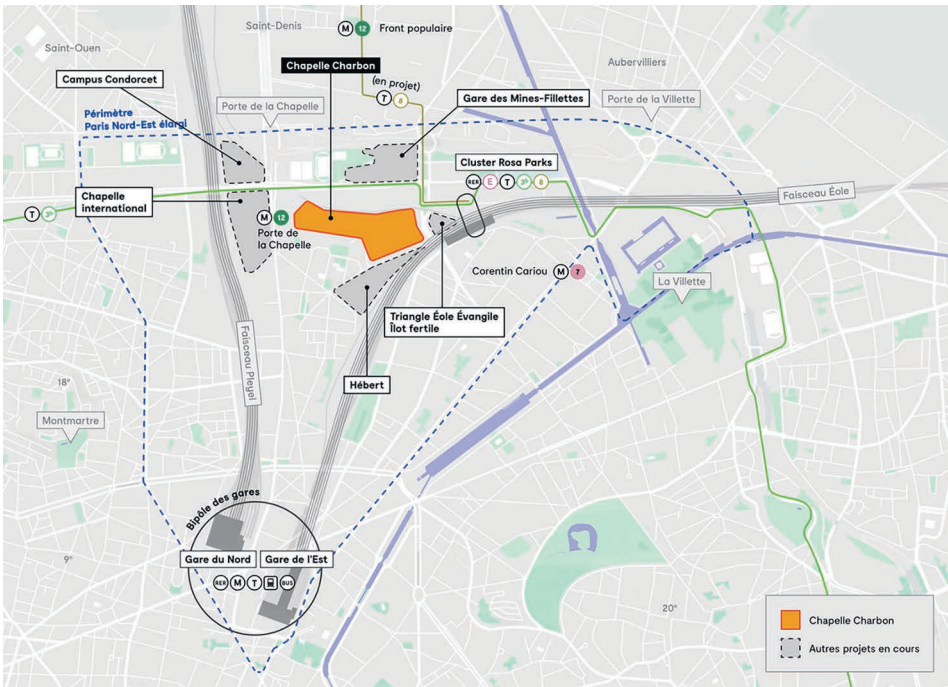 Saint-Denis
M 12 Front populaire
Saint-Ouen
Aubervilliers
Chapelle Charbon
Campus Condorcet
(en projet)
T 8
Gare des Mines-Fillettes
Porte de la Chapelle
Porte de la Villette
Périmètre
Paris Nord-Est élargi
Cluster Rosa Parks
RER E T 3b 8
Faisceau Éole
Chapelle
international
T 3b
M 12
Porte de
la Chapelle
Corentin Cariou M 7
La Villette
Triangle Éole Évangile
Îlot fertile
Faisceau Pleyel
Hébert
18°
Montmartre
Bipôle des gares
9°
Gare du Nord
Gare de l'Est
RER M T BUS
20°
Chapelle Charbon
Autres projets en cours